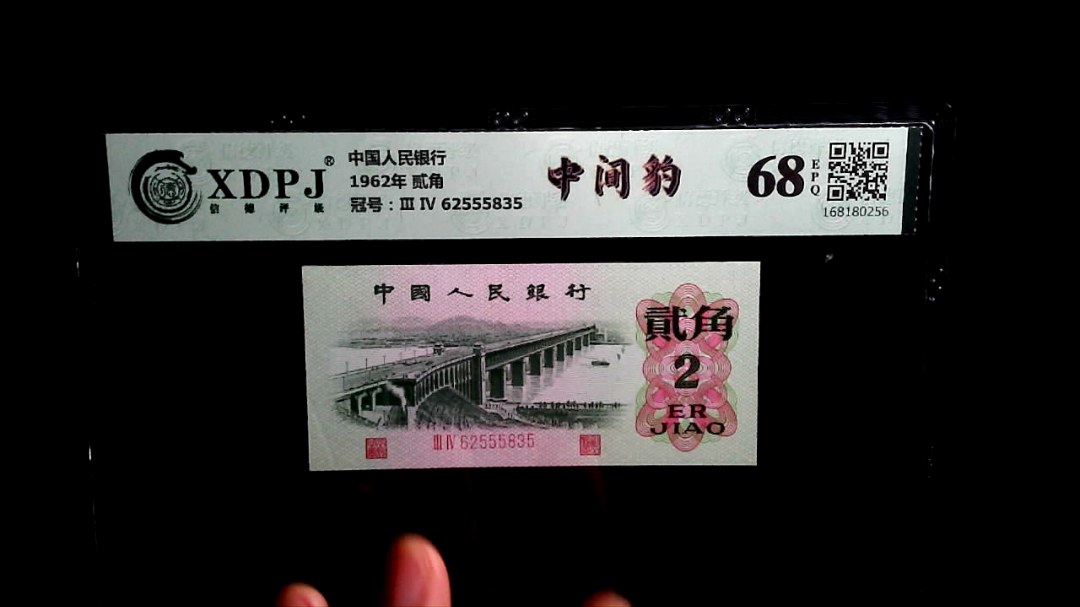 XDPJ®
信德评级
中国人民银行
1962年 贰角
冠号：Ⅲ Ⅳ 62555835
中间豹
68
EPQ
168180256
中國人民銀行
貳角
2
ER
JIAO
Ⅲ Ⅳ 62555835